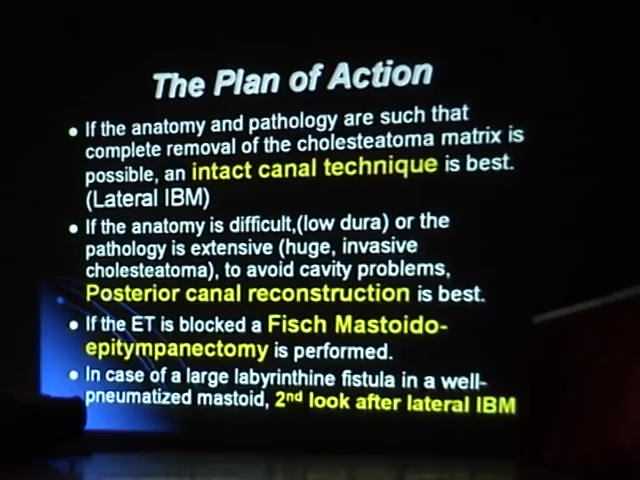 The Plan of Action
• If the anatomy and pathology are such that
complete removal of the cholesteatoma matrix is
possible, an intact canal technique is best.
(Lateral IBM)
• If the anatomy is difficult,(low dura) or the
pathology is extensive (huge, invasive
cholesteatoma), to avoid cavity problems,
Posterior canal reconstruction is best.
• If the ET is blocked a Fisch Mastoido-
epitympanectomy is performed.
• In case of a large labyrinthine fistula in a well-
pneumatized mastoid, 2nd look after lateral IBM